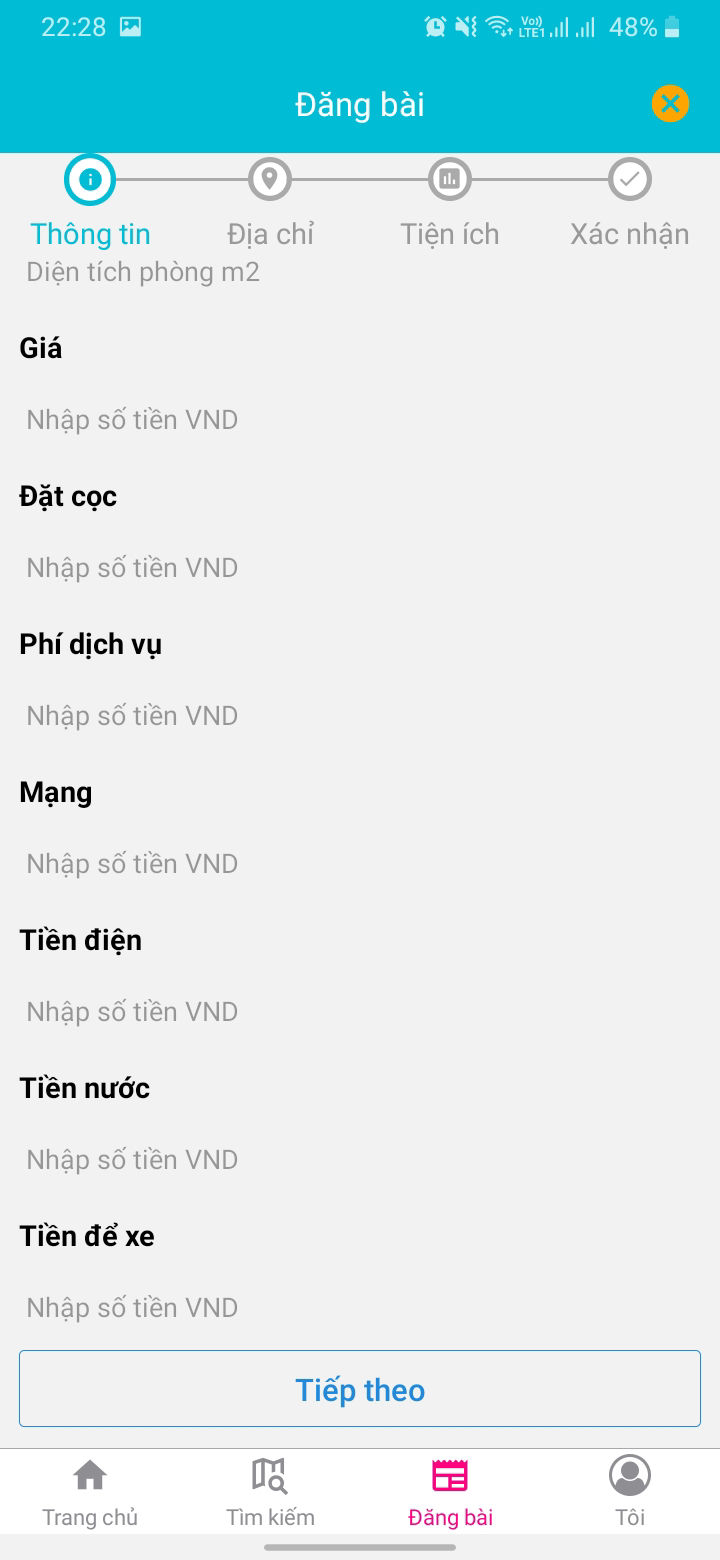 22:28 Vo) LTE1 48%
Đăng bài
Thông tin Địa chỉ Tiện ích Xác nhận
Diện tích phòng m2
Giá
Nhập số tiền VND
Đặt cọc
Nhập số tiền VND
Phí dịch vụ
Nhập số tiền VND
Mạng
Nhập số tiền VND
Tiền điện
Nhập số tiền VND
Tiền nước
Nhập số tiền VND
Tiền để xe
Nhập số tiền VND
Tiếp theo
Trang chủ Tìm kiếm Đăng bài Tôi